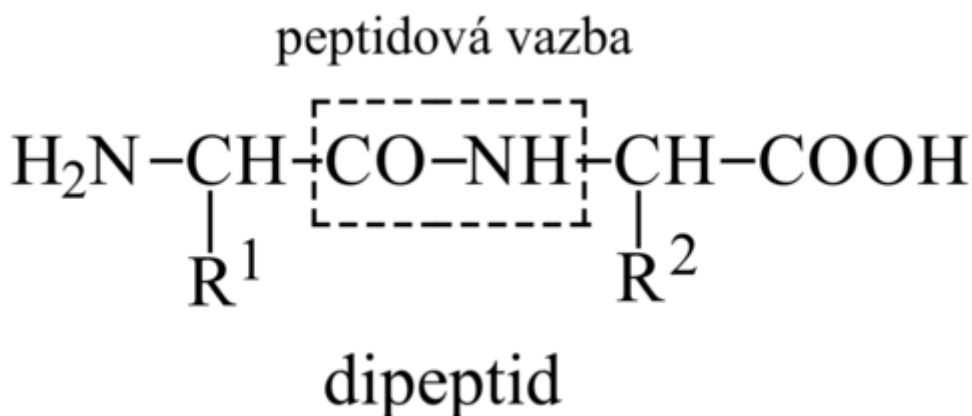 peptidová vazba
H₂N–CH–CO–NH–CH–COOH
R¹ R²
dipeptid